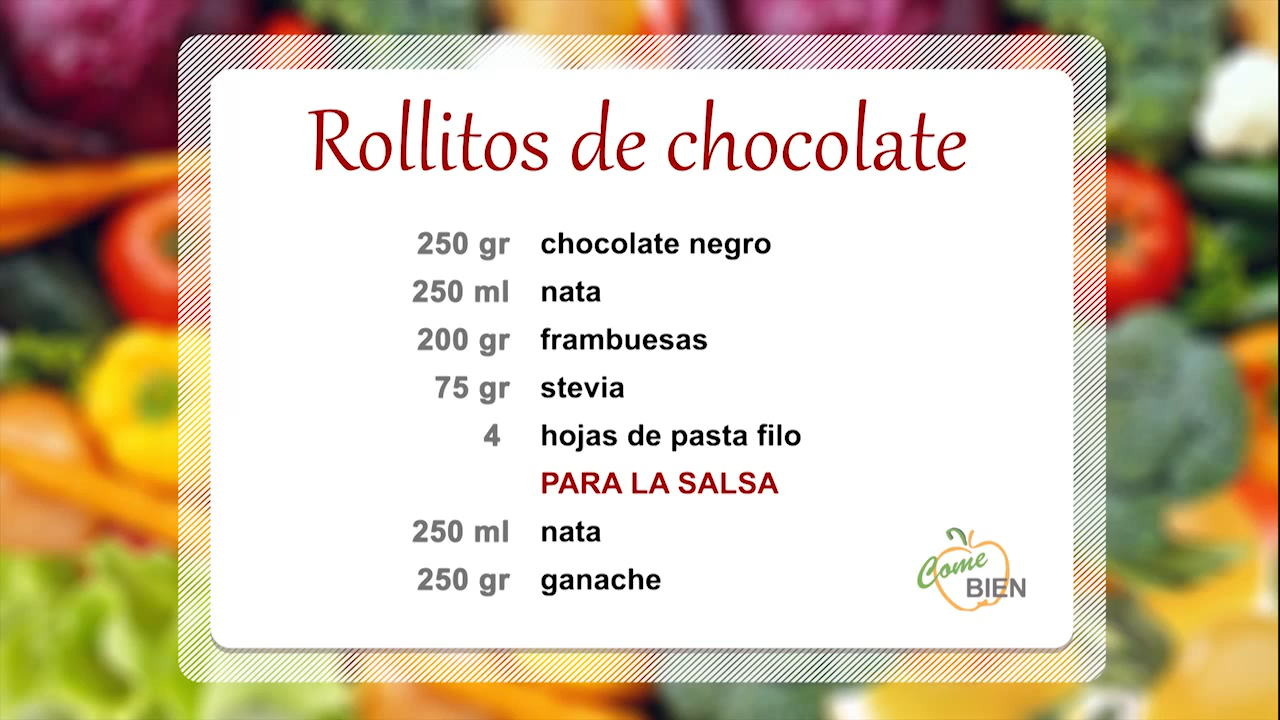 Rollitos de chocolate
250 gr chocolate negro
250 ml nata
200 gr frambuesas
75 gr stevia
4 hojas de pasta filo
PARA LA SALSA
250 ml nata
250 gr ganache
Come
BIEN